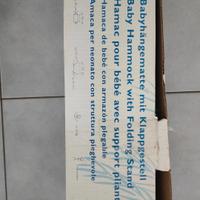 Babyhängematte mit Klappgestell
Baby Hammock with Folding Stand
Hamac pour bébé avec support pliant
Hamaca de bebé con armazón plegable
Amaca per neonato con struttura pieghevole